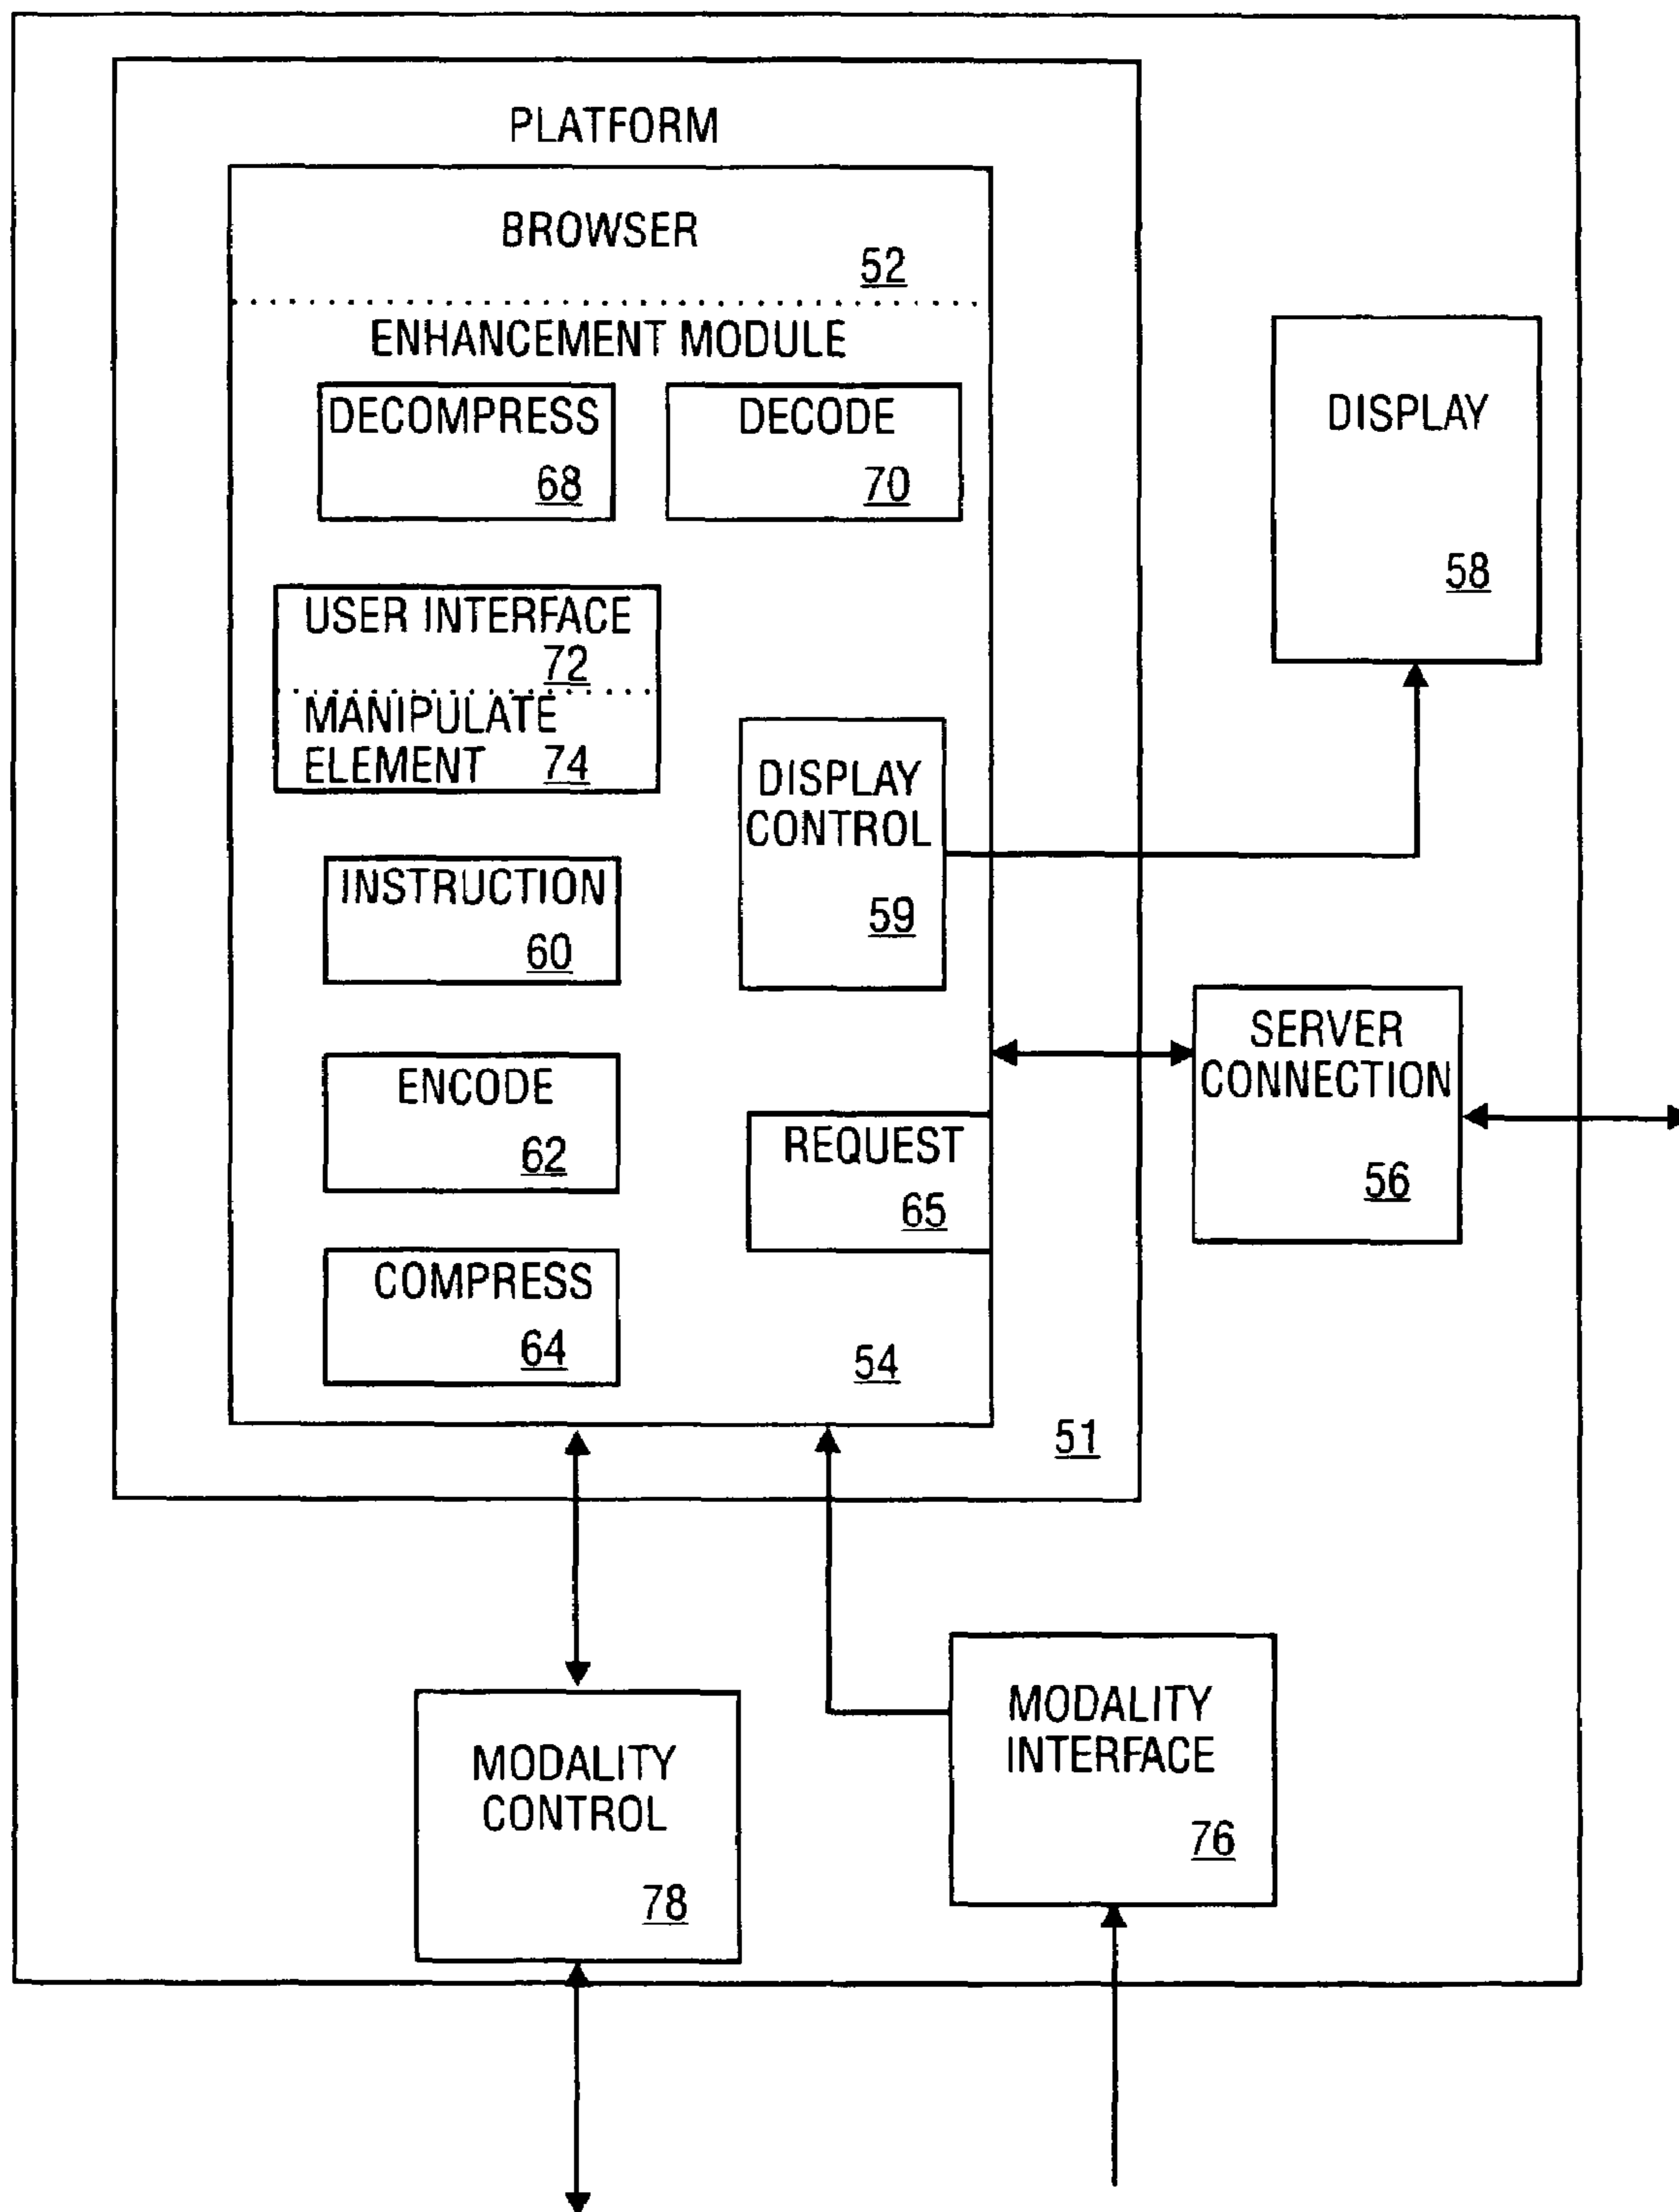 PLATFORM
BROWSER
52
ENHANCEMENT MODULE
DECOMPRESS
68
DECODE
70
DISPLAY
58
USER INTERFACE
72
MANIPULATE
ELEMENT 74
DISPLAY
CONTROL
59
INSTRUCTION
60
SERVER
CONNECTION
56
ENCODE
62
REQUEST
65
COMPRESS
64
54
51
MODALITY
CONTROL
78
MODALITY
INTERFACE
76